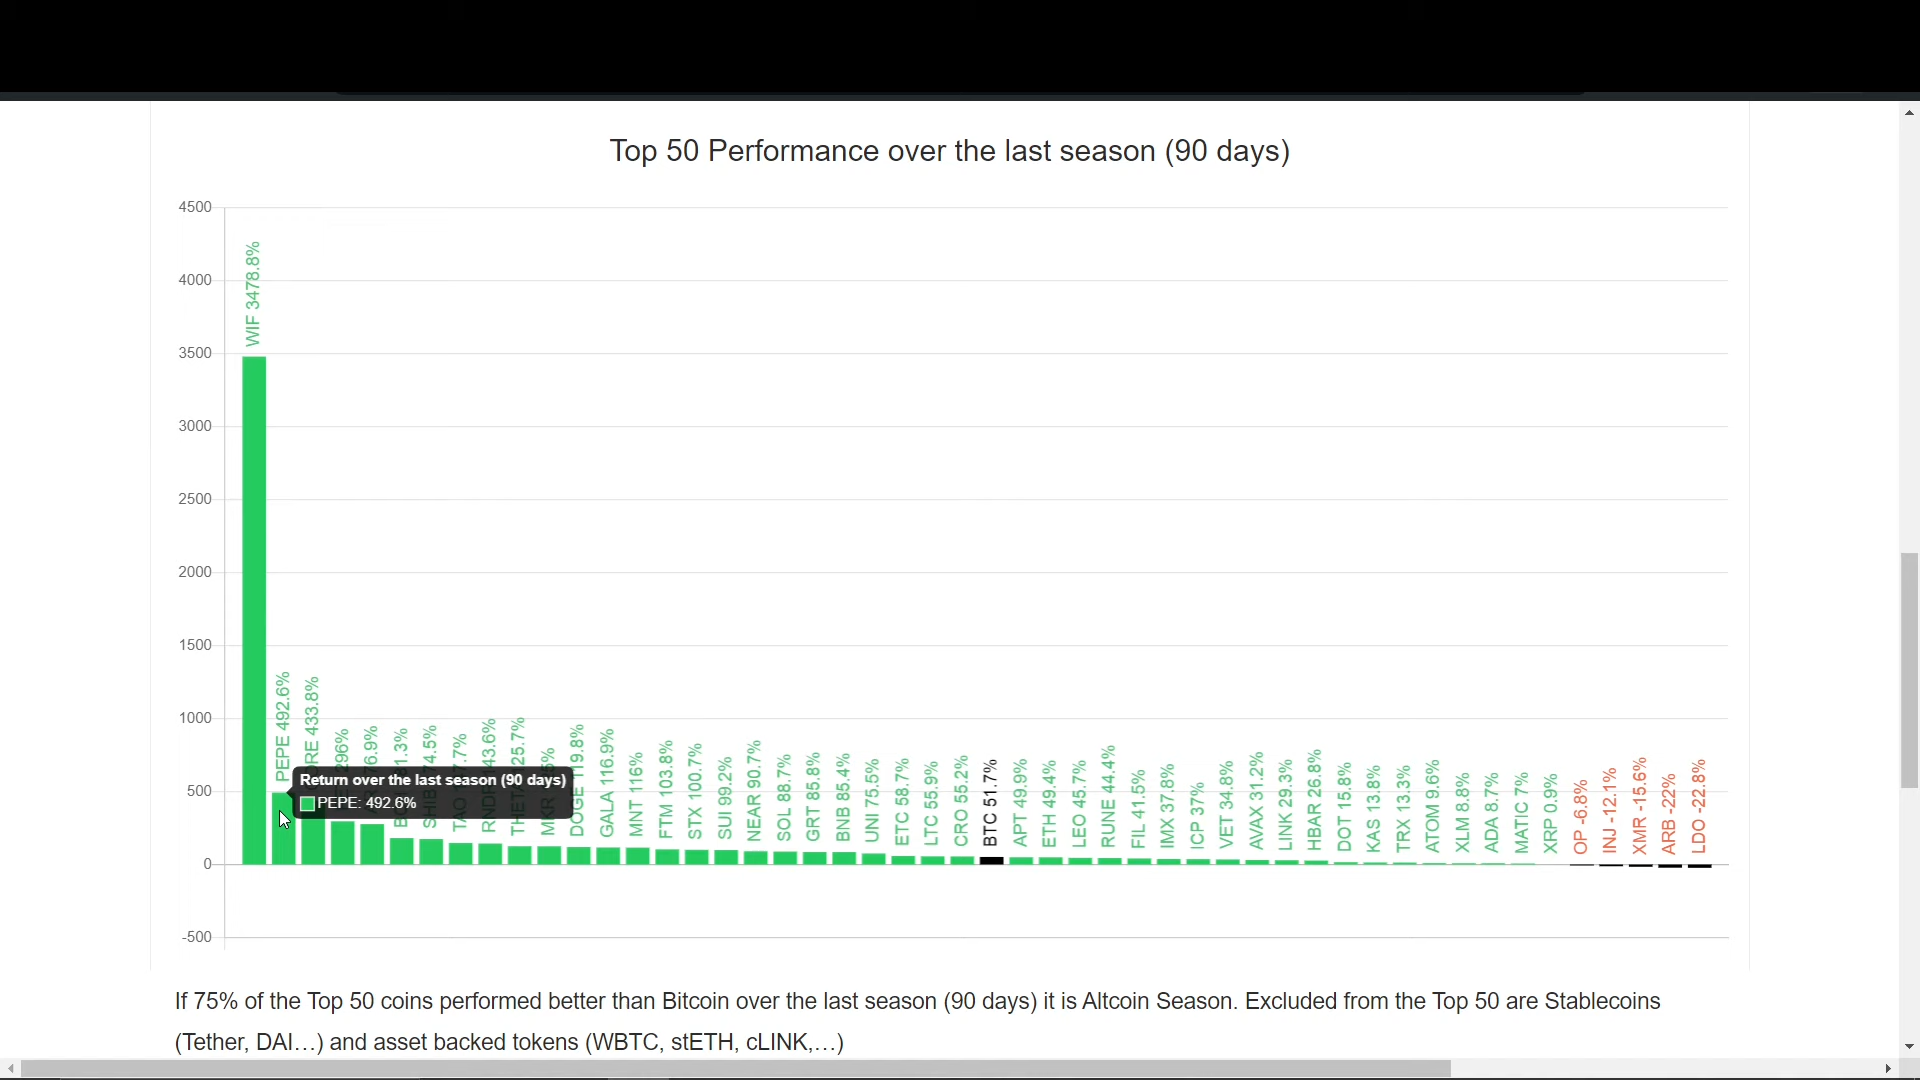 Top 50 Performance over the last season (90 days)
4500
4000
3500
3000
2500
2000
1500
1000
500
0
-500
WIF 3478.8%
PEPE 492.6%
433.8%
296%
Return over the last season (90 days)
PEPE: 492.6%
TAO
DOGE 119.8%
GALA 116.9%
MNT 116%
FTM 103.8%
STX 100.7%
SUI 99.2%
NEAR 90.7%
SOL 88.7%
GRT 85.8%
BNB 85.4%
UNI 75.5%
ETC 58.7%
LTC 55.9%
CRO 55.2%
BTC 51.7%
APT 49.9%
ETH 49.4%
LEO 45.7%
RUNE 44.4%
FIL 41.5%
IMX 37.8%
ICP 37%
VET 34.8%
AVAX 31.2%
LINK 29.3%
HBAR 26.8%
DOT 15.8%
KAS 13.8%
TRX 13.3%
ATOM 9.6%
XLM 8.8%
ADA 8.7%
MATIC 7%
XRP 0.9%
OP -6.8%
INJ -12.1%
XMR -15.6%
ARB -22%
LDO -22.8%
If 75% of the Top 50 coins performed better than Bitcoin over the last season (90 days) it is Altcoin Season. Excluded from the Top 50 are Stablecoins
(Tether, DAI…) and asset backed tokens (WBTC, stETH, cLINK,…)